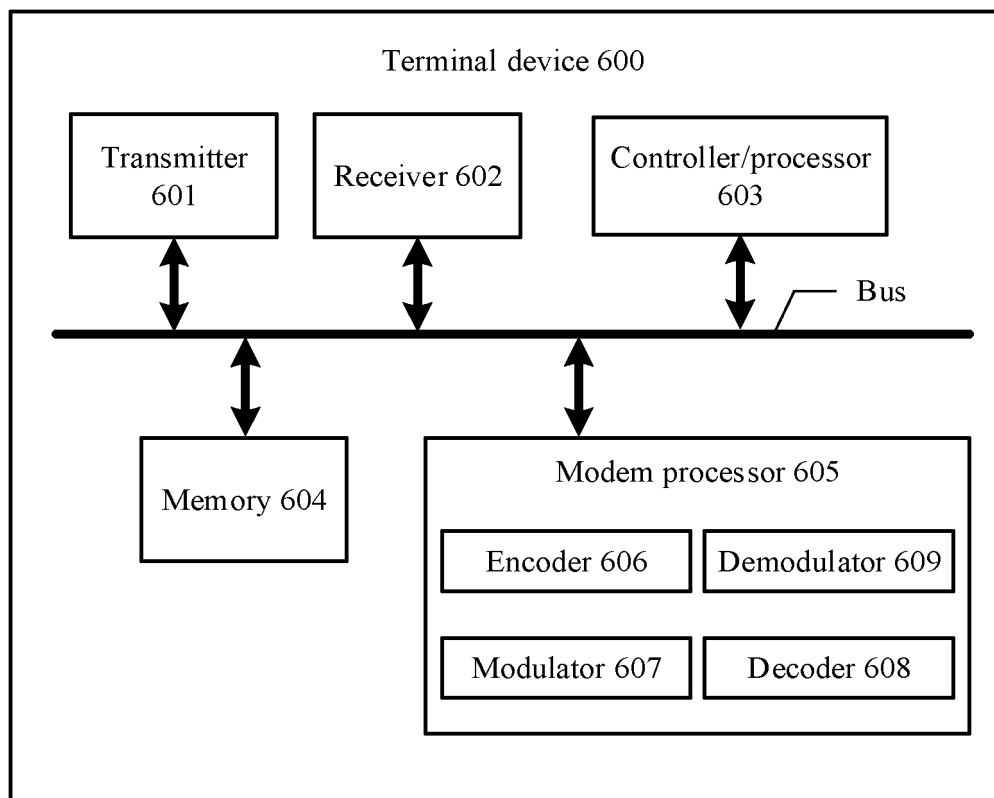 Terminal device 600
Transmitter
601
Receiver 602
Controller/processor
603
Bus
Memory 604
Modem processor 605
Encoder 606
Demodulator 609
Modulator 607
Decoder 608